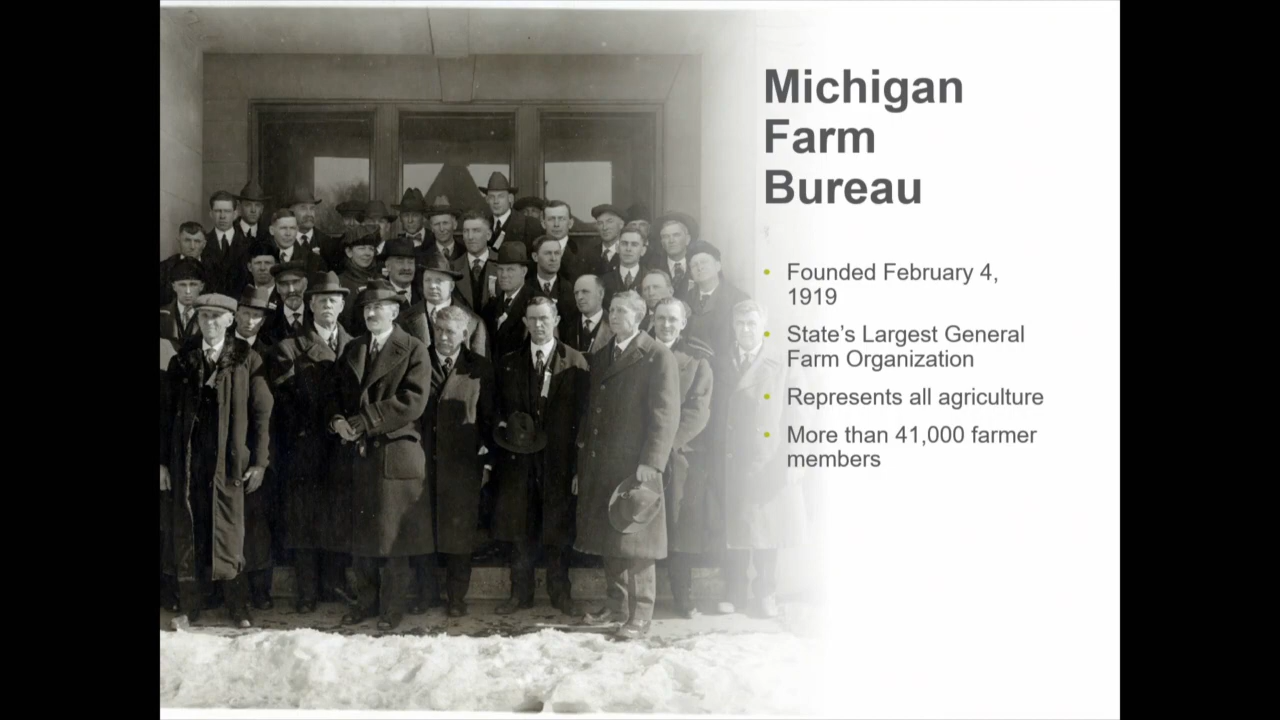 Michigan
Farm
Bureau
• Founded February 4,
1919
• State’s Largest General
Farm Organization
• Represents all agriculture
• More than 41,000 farmer
members